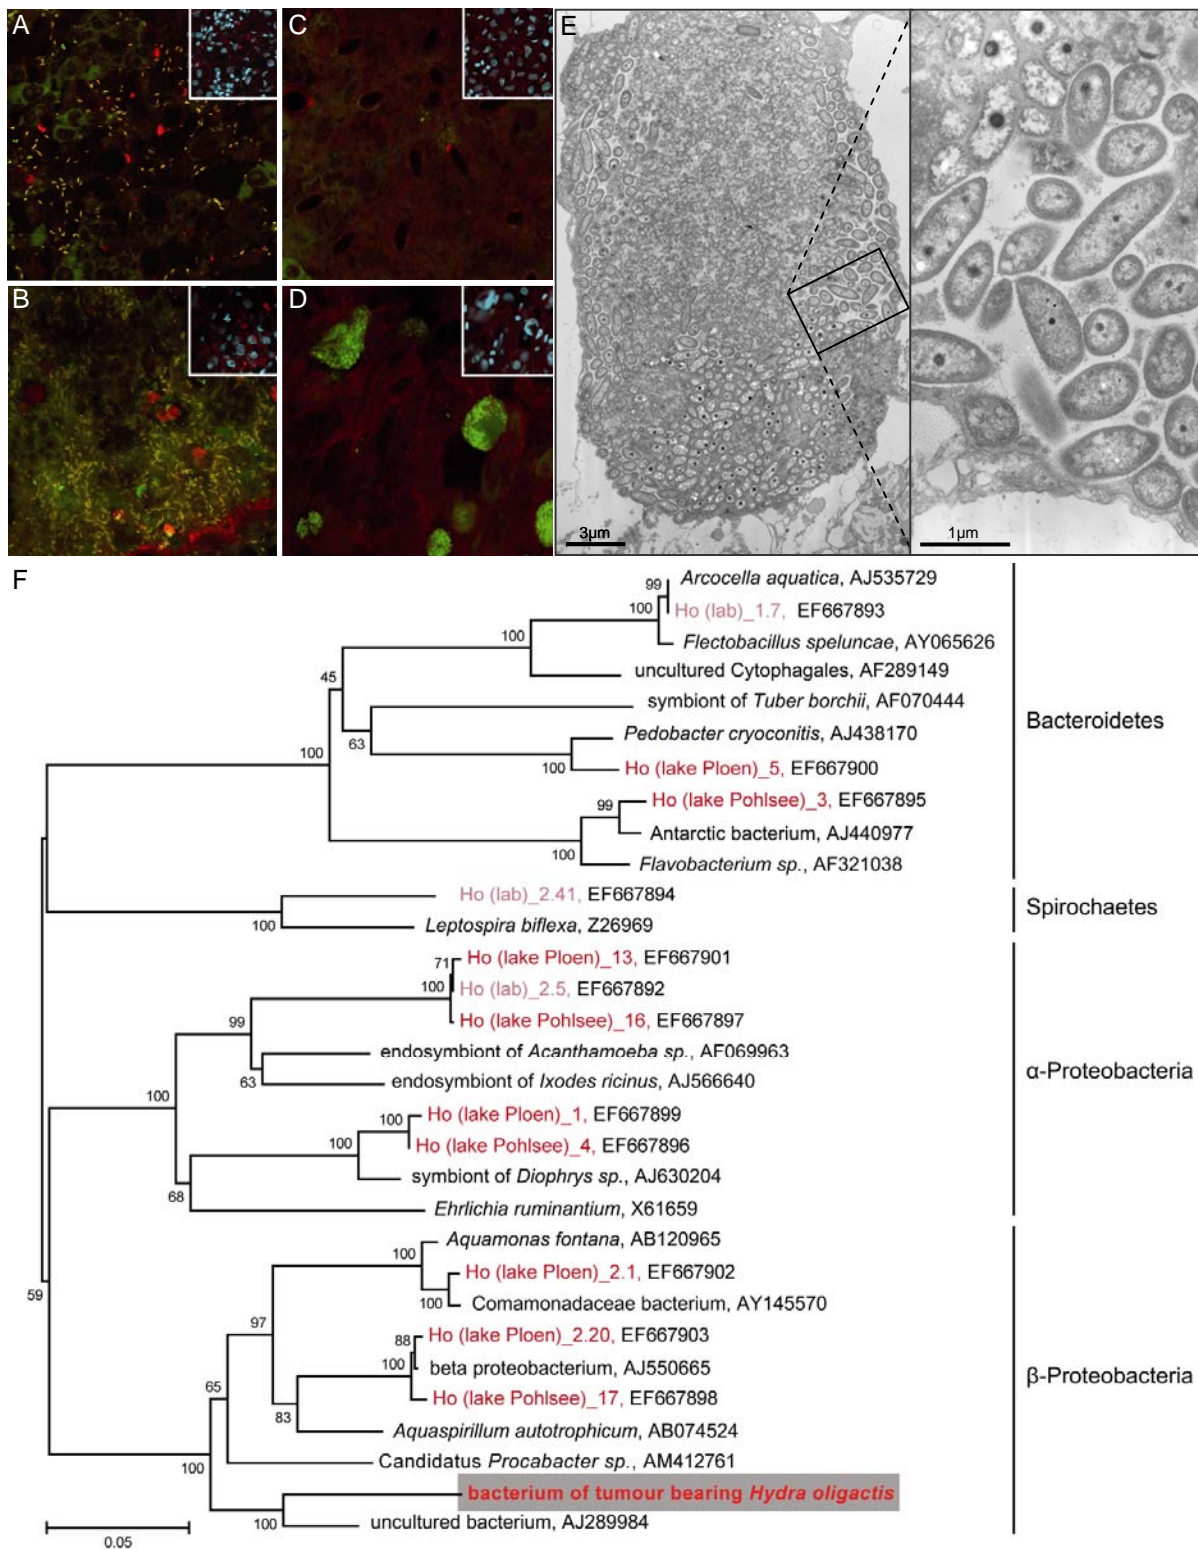 A
C
E
B
D
3µm
1µm
F
99
Arcocella aquatica, AJ535729
100
Ho (lab)_1.7, EF667893
100
Flectobacillus speluncae, AY065626
45
uncultured Cytophagales, AF289149
symbiont of Tuber borchii, AF070444
63
Pedobacter cryoconitis, AJ438170
100
100
Ho (lake Ploen)_5, EF667900
99
Ho (lake Pohlsee)_3, EF667895
Antarctic bacterium, AJ440977
100
Flavobacterium sp., AF321038
Bacteroidetes
Ho (lab)_2.41, EF667894
100
Leptospira biflexa, Z26969
Spirochaetes
71
Ho (lake Ploen)_13, EF667901
100
Ho (lab)_2.5, EF667892
99
Ho (lake Pohlsee)_16, EF667897
endosymbiont of Acanthamoeba sp., AF069963
63
endosymbiont of Ixodes ricinus, AJ566640
100
100
Ho (lake Ploen)_1, EF667899
100
Ho (lake Pohlsee)_4, EF667896
symbiont of Diophrys sp., AJ630204
68
Ehrlichia ruminantium, X61659
α-Proteobacteria
100
Aquamonas fontana, AB120965
Ho (lake Ploen)_2.1, EF667902
59
100
Comamonadaceae bacterium, AY145570
97
88
Ho (lake Ploen)_2.20, EF667903
100
beta proteobacterium, AJ550665
65
Ho (lake Pohlsee)_17, EF667898
83
Aquaspirillum autotrophicum, AB074524
Candidatus Procabacter sp., AM412761
100
bacterium of tumour bearing Hydra oligactis
100
uncultured bacterium, AJ289984
β-Proteobacteria
0.05